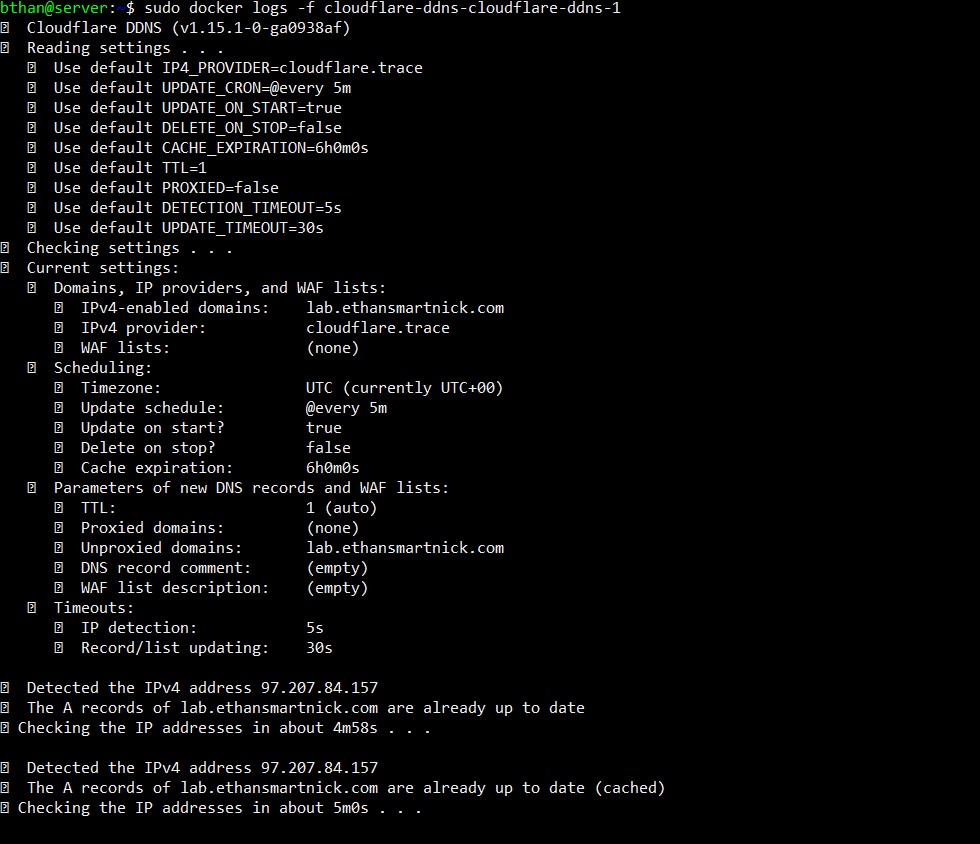 bthan@server:~$ sudo docker logs -f cloudflare-ddns-cloudflare-ddns-1
Cloudflare DDNS (v1.15.1-0-ga0938af)
Reading settings . . .
Use default IP4_PROVIDER=cloudflare.trace
Use default UPDATE_CRON=@every 5m
Use default UPDATE_ON_START=true
Use default DELETE_ON_STOP=false
Use default CACHE_EXPIRATION=6h0m0s
Use default TTL=1
Use default PROXIED=false
Use default DETECTION_TIMEOUT=5s
Use default UPDATE_TIMEOUT=30s
Checking settings . . .
Current settings:
Domains, IP providers, and WAF lists:
IPv4-enabled domains: lab.ethansmartnick.com
IPv4 provider: cloudflare.trace
WAF lists: (none)
Scheduling:
Timezone: UTC (currently UTC+00)
Update schedule: @every 5m
Update on start? true
Delete on stop? false
Cache expiration: 6h0m0s
Parameters of new DNS records and WAF lists:
TTL: 1 (auto)
Proxied domains: (none)
Unproxied domains: lab.ethansmartnick.com
DNS record comment: (empty)
WAF list description: (empty)
Timeouts:
IP detection: 5s
Record/list updating: 30s
Detected the IPv4 address 97.207.84.157
The A records of lab.ethansmartnick.com are already up to date
Checking the IP addresses in about 4m58s . . .
Detected the IPv4 address 97.207.84.157
The A records of lab.ethansmartnick.com are already up to date (cached)
Checking the IP addresses in about 5m0s . . .